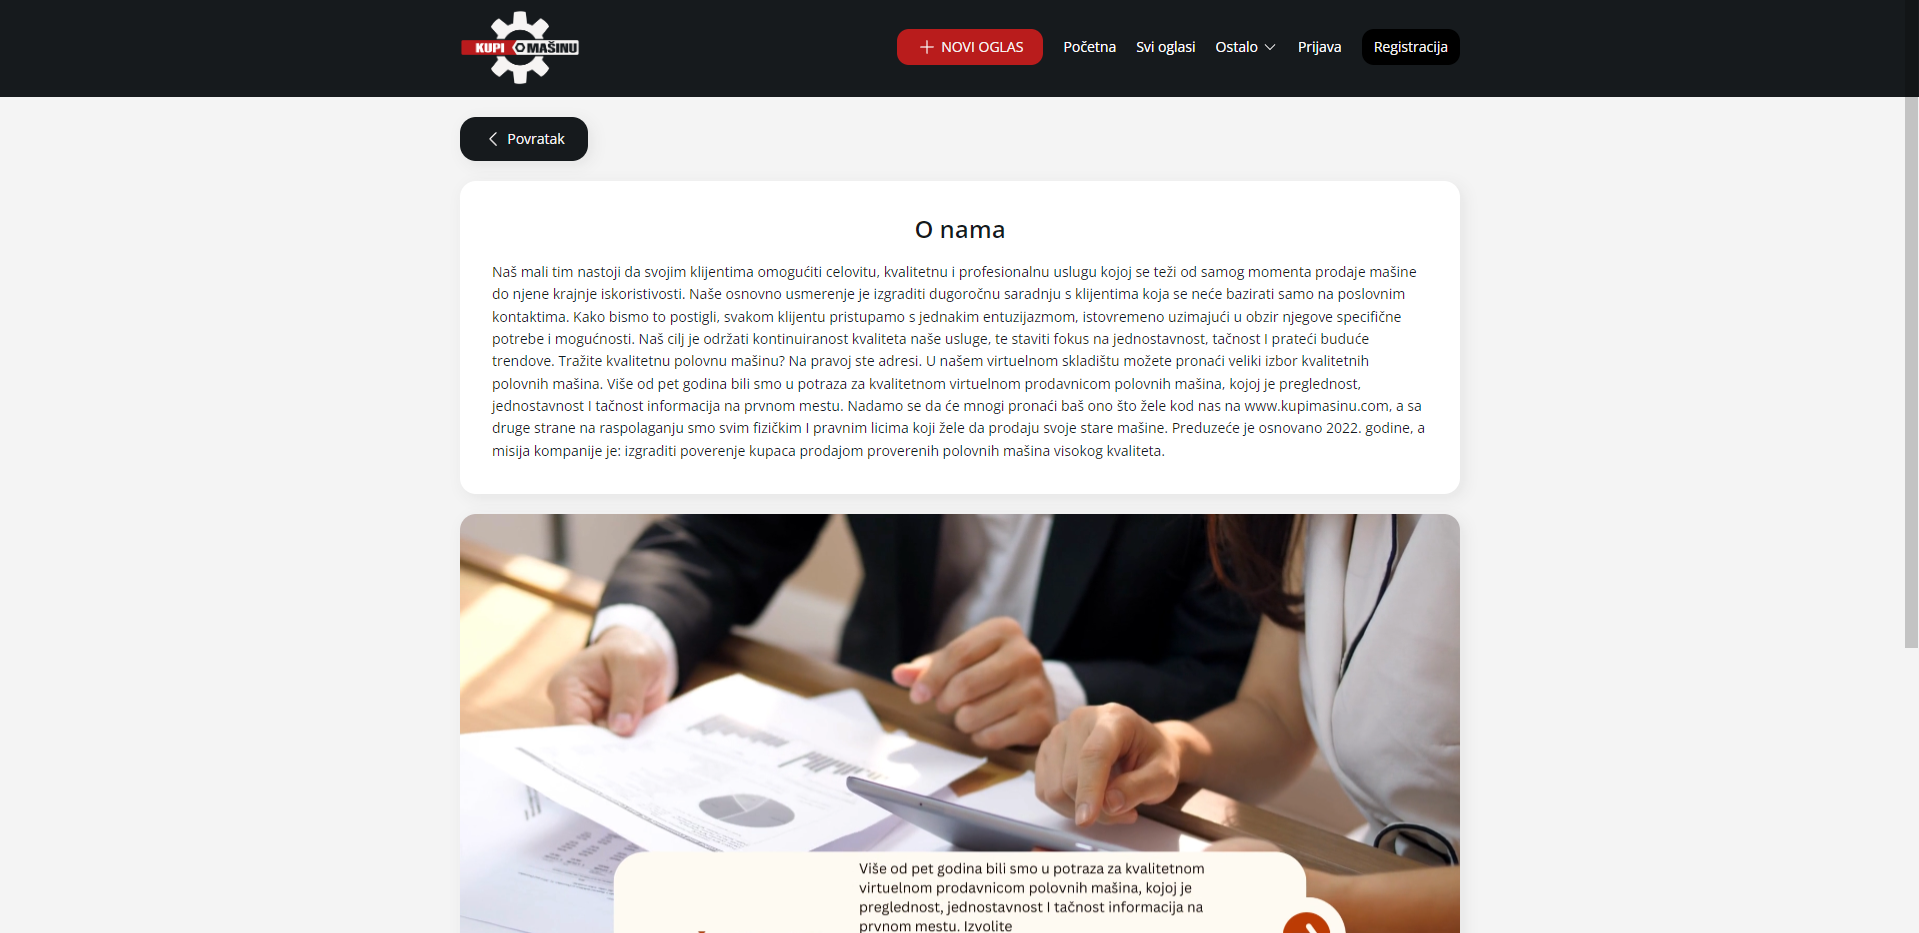 KUPI MAŠINU
NOVI OGLAS
Početna
Svi oglasi
Ostalo
Prijava
Registracija
Povratak
O nama
Naš mali tim nastoji da svojim klijentima omogućiti celovitu, kvalitetnu i profesionalnu uslugu kojoj se teži od samog momenta prodaje mašine
do njene krajnje iskoristivosti. Naše osnovno usmerenje je izgraditi dugoročnu saradnju s klijentima koja se neće bazirati samo na poslovnim
kontaktima. Kako bismo to postigli, svakom klijentu pristupamo s jednakim entuzijazmom, istovremeno uzimajući u obzir njegove specifične
potrebe i mogućnosti. Naš cilj je održati kontinuiranost kvaliteta naše usluge, te staviti fokus na jednostavnost, tačnost I prateći buduće
trendove. Tražite kvalitetnu polovnu mašinu? Na pravoj ste adresi. U našem virtuelnom skladištu možete pronaći veliki izbor kvalitetnih
polovnih mašina. Više od pet godina bili smo u potraza za kvalitetnom virtuelnom prodavnicom polovnih mašina, kojoj je preglednost,
jednostavnost I tačnost informacija na prvnom mestu. Nadamo se da će mnogi pronaći baš ono što žele kod nas na www.kupimasinu.com, a sa
druge strane na raspolaganju smo svim fizičkim I pravnim licima koji žele da prodaju svoje stare mašine. Preduzeće je osnovano 2022. godine, a
misija kompanije je: izgraditi poverenje kupaca prodajom proverenih polovnih mašina visokog kvaliteta.
Više od pet godina bili smo u potraza za kvalitetnom
virtuelnom prodavnicom polovnih mašina, kojoj je
preglednost, jednostavnost I tačnost informacija na
prvnom mestu. Izvolite